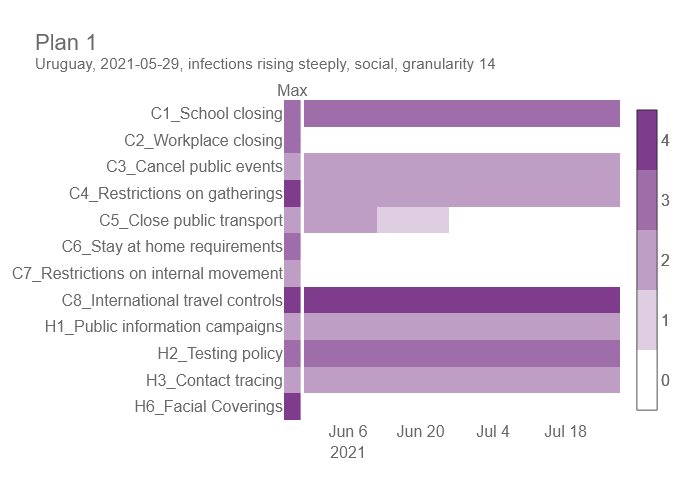 Plan 1
Uruguay, 2021-05-29, infections rising steeply, social, granularity 14
Max
C1_School closing
C2_Workplace closing
C3_Cancel public events
C4_Restrictions on gatherings
C5_Close public transport
C6_Stay at home requirements
C7_Restrictions on internal movement
C8_International travel controls
H1_Public information campaigns
H2_Testing policy
H3_Contact tracing
H6_Facial Coverings
Jun 6 Jun 20 Jul 4 Jul 18
2021
4
3
2
1
0